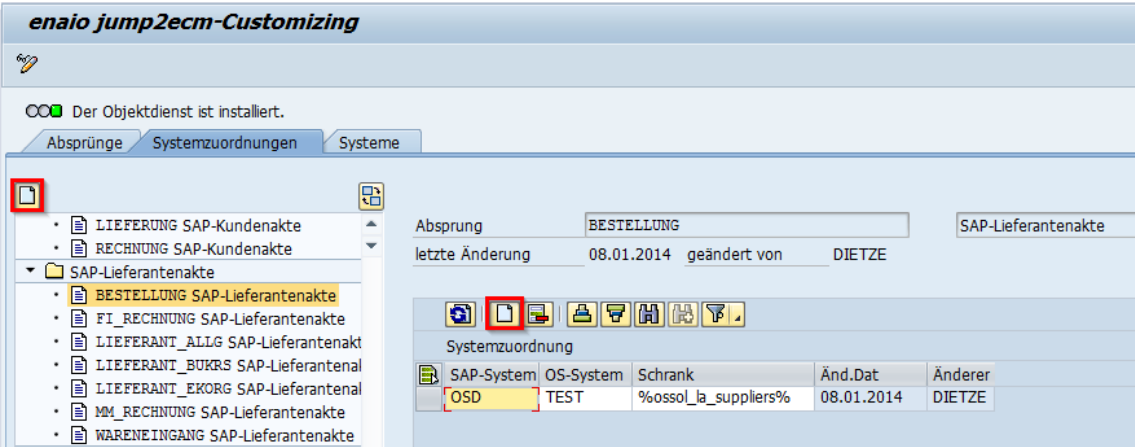 enaio jump2ecm-Customizing
Der Objektdienst ist installiert.
Absprünge Systemzuordnungen Systeme
LIEFERUNG SAP-Kundenakte
RECHNUNG SAP-Kundenakte
SAP-Lieferantenakte
BESTELLUNG SAP-Lieferantenakte
FI_RECHNUNG SAP-Lieferantenakte
LIEFERANT_ALLG SAP-Lieferantenakt
LIEFERANT_BUKRS SAP-Lieferantenal
LIEFERANT_EKORG SAP-Lieferantenal
MM_RECHNUNG SAP-Lieferantenakte
WARENEINGANG SAP-Lieferantenakte
Absprung BESTELLUNG SAP-Lieferantenakte
letzte Änderung 08.01.2014 geändert von DIETZE
Systemzuordnung
SAP-System OS-System Schrank Änd.Dat Änderer
OSD TEST %ossol_la_suppliers% 08.01.2014 DIETZE